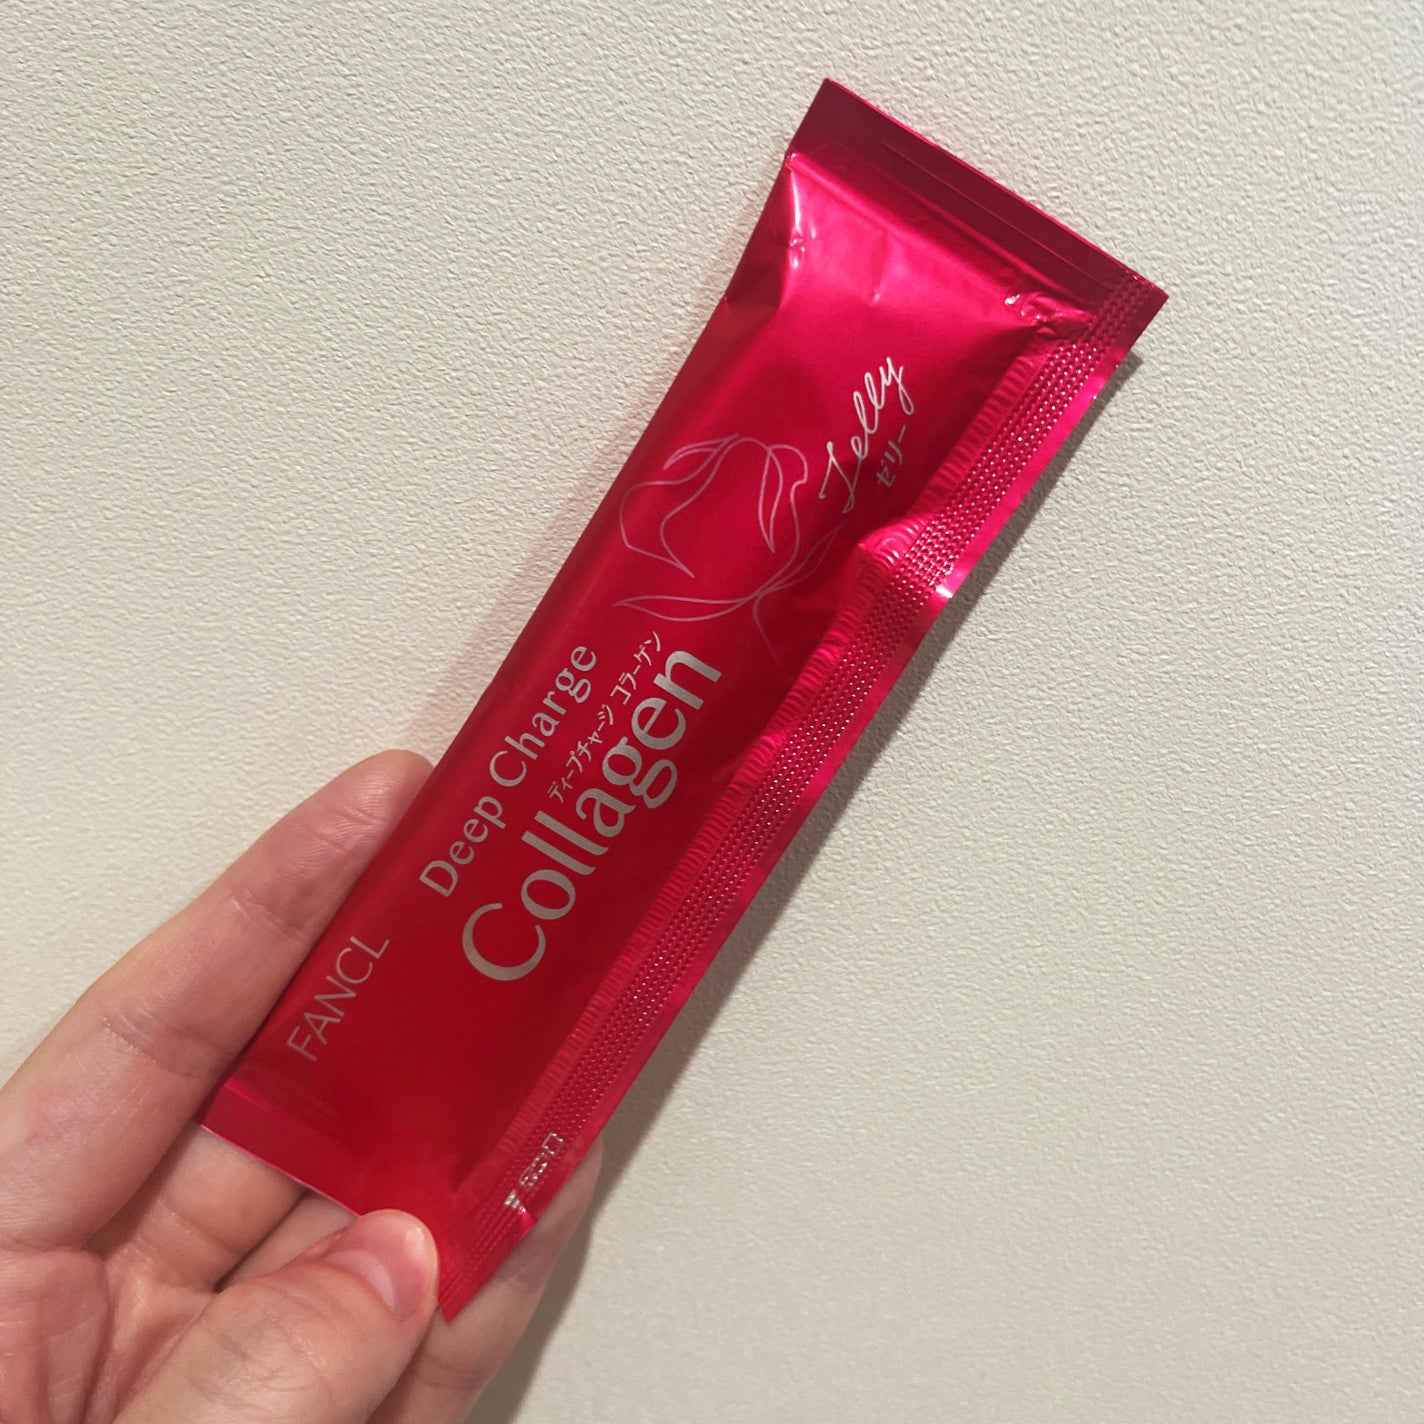 FANCL
Deep Charge
ディープチャージ コラーゲン
Collagen
Jelly
ゼリー